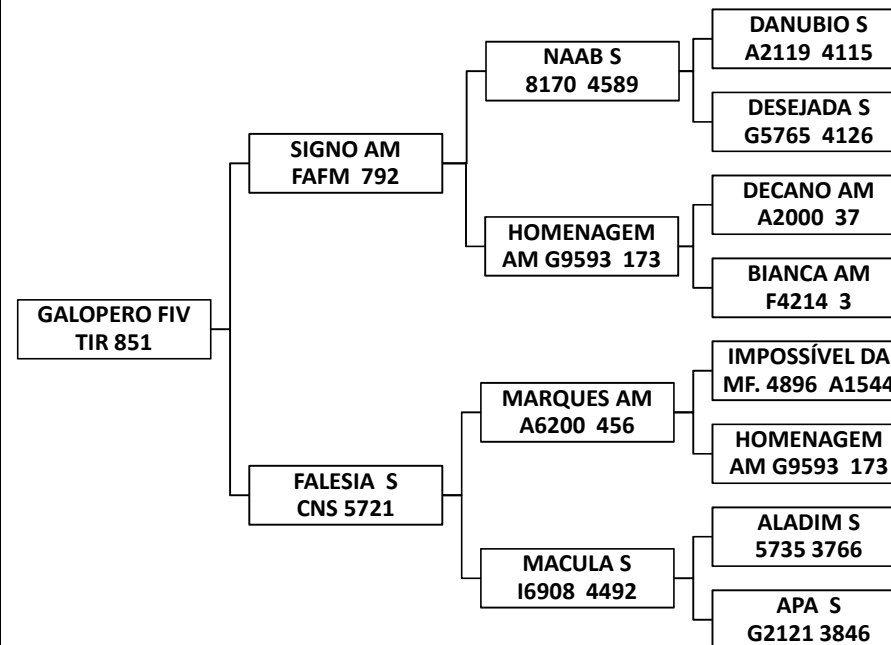 GALOPERO FIV
TIR 851
SIGNO AM
FAFM 792
FALESIA S
CNS 5721
NAAB S
8170 4589
HOMENAGEM
AM G9593 173
MARQUES AM
A6200 456
MACULA S
I6908 4492
DANUBIO S
A2119 4115
DESEJADA S
G5765 4126
DECANO AM
A2000 37
BIANCA AM
F4214 3
IMPOSSÍVEL DA
MF. 4896 A1544
HOMENAGEM
AM G9593 173
ALADIM S
5735 3766
APA S
G2121 3846